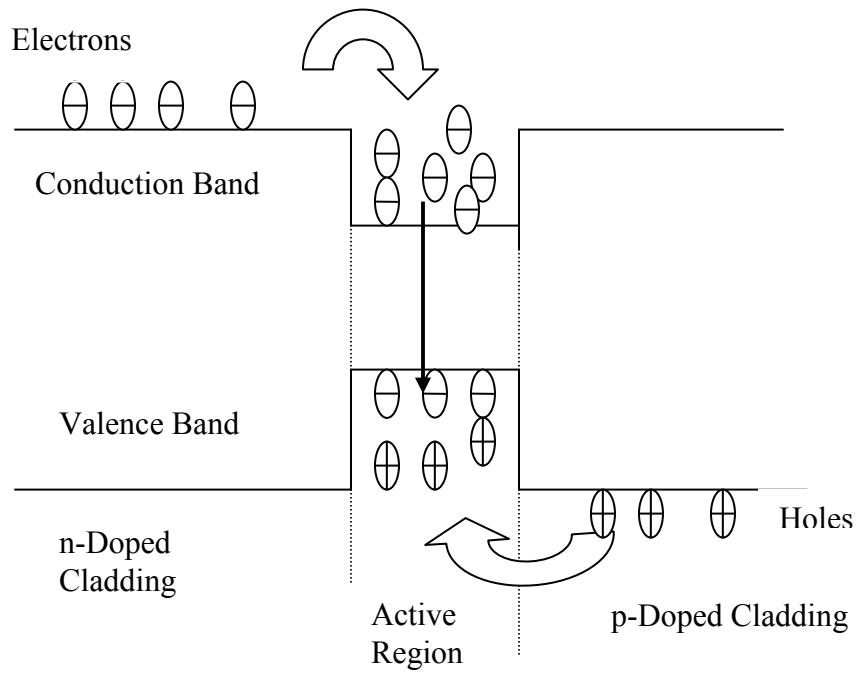 Electrons
Conduction Band
Valence Band
Holes
n-Doped
Cladding
Active
Region
p-Doped Cladding